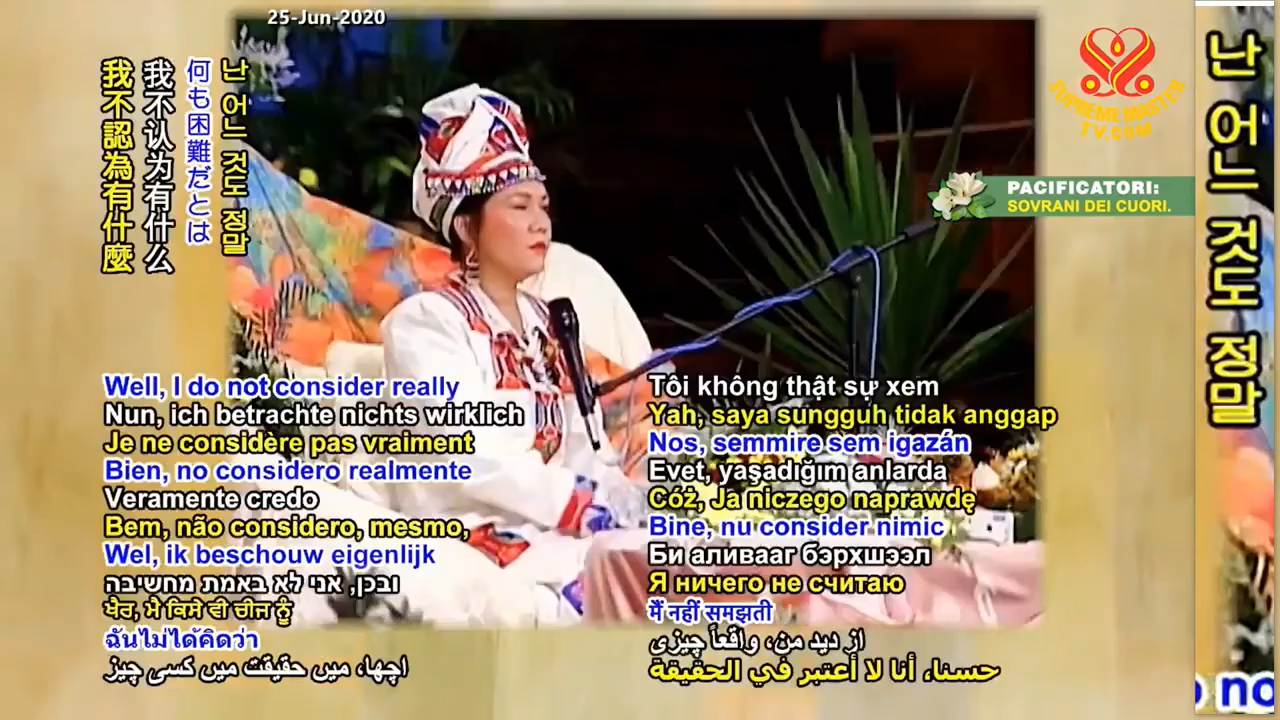 25-Jun-2020
난 어느 것도 정말
何も困難だとは
我不认为有什么
我不認為有什麼
SUPREME MASTER
TV.COM
PACIFICATORI:
SOVRANI DEI CUORI.
Well, I do not consider really
Nun, ich betrachte nichts wirklich
Je ne considère pas vraiment
Bien, no considero realmente
Veramente credo
Bem, não considero, mesmo,
Wel, ik beschouw eigenlijk
ובכן, אני לא באמת מחשיבה
ਖੈਰ, ਮੈ ਕਿਸੇ ਵੀ ਚੀਜ ਨੂੰ
ฉันไม่ได้คิดว่า
اچھا، میں حقیقت میں کسی چیز
Tôi không thật sự xem
Yah, saya sungguh tidak anggap
Nos, semmire sem igazán
Evet, yaşadığım anlarda
Cóż, Ja niczego naprawdę
Bine, nu consider nimic
Би аливааг бэрхшээл
Я ничего не считаю
मैं नहीं समझती
از دید من، واقعاً چیزی
حسنا، أنا لا أعتبر في الحقيقة
난 어느 것도 정말
no